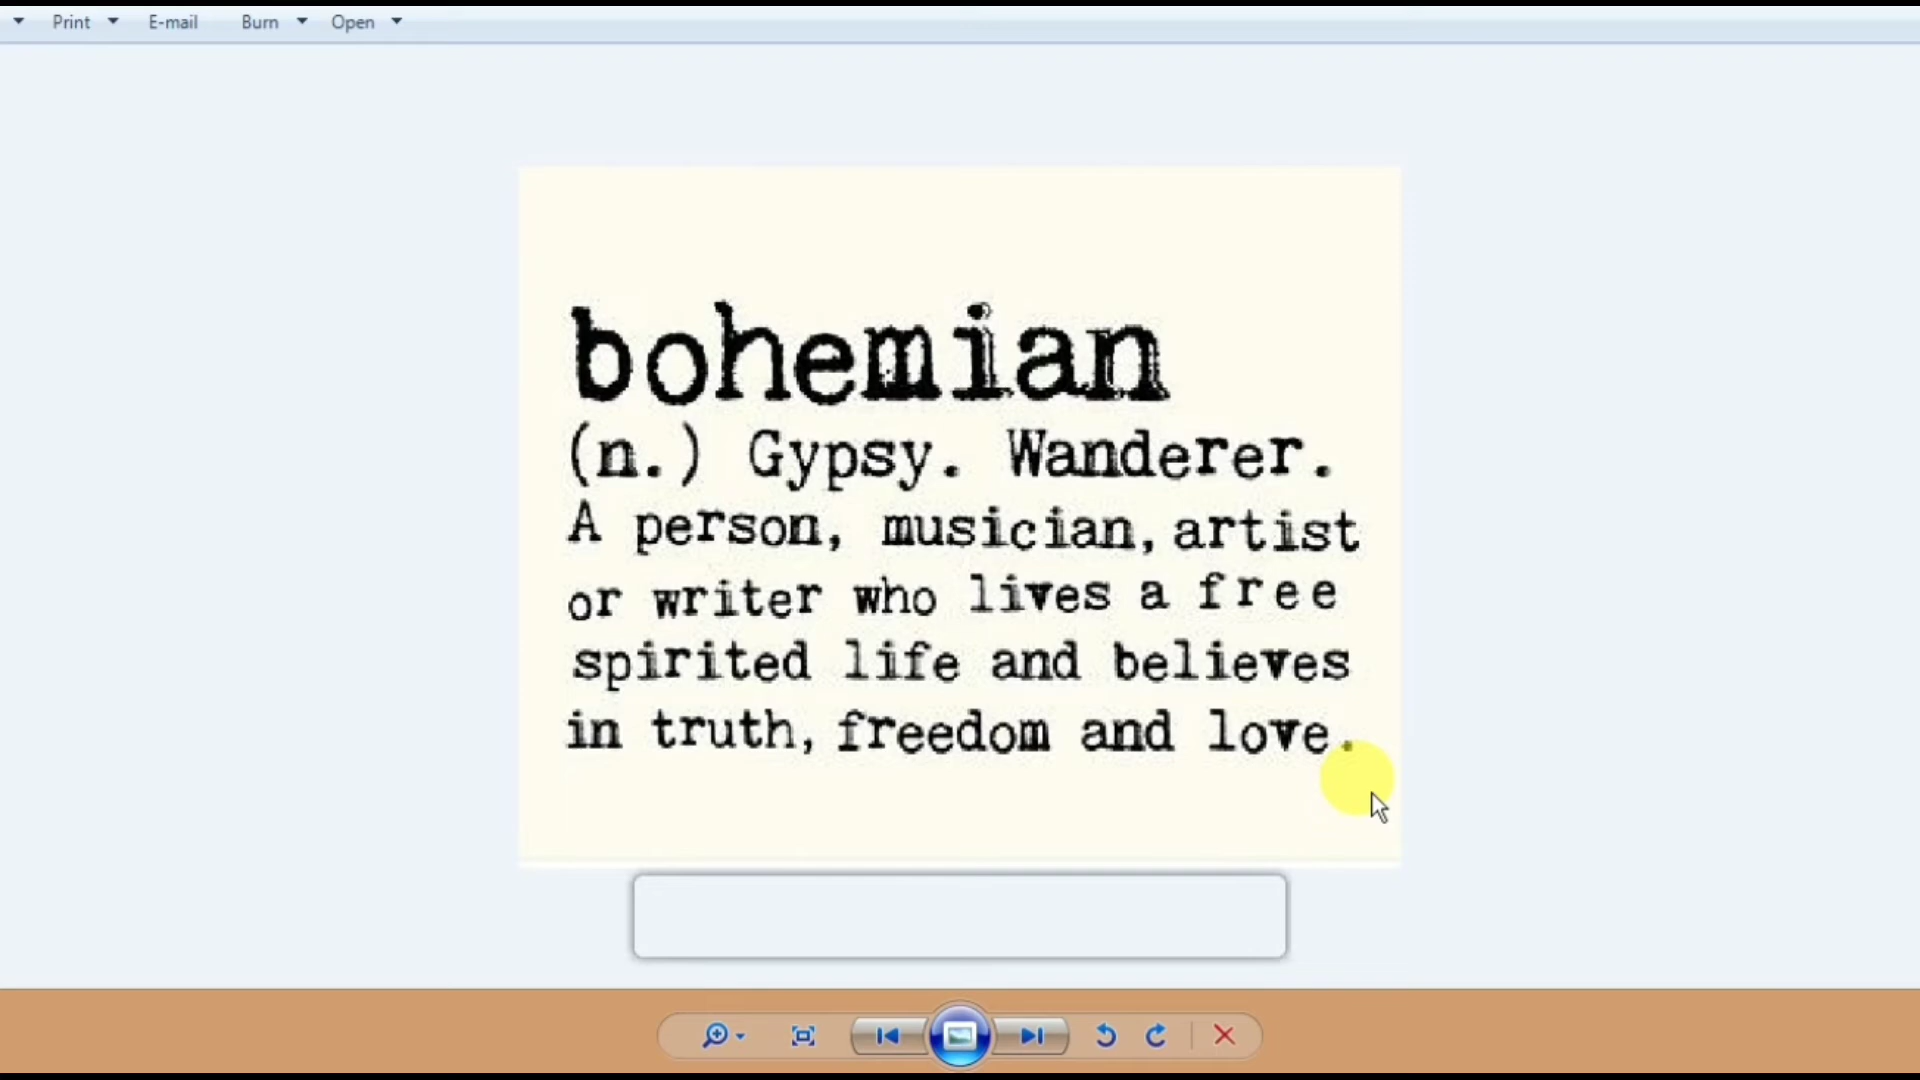 Print E-mail Burn Open
bohemian
(n.) Gypsy. Wanderer.
A person, musician, artist
or writer who lives a free
spirited life and believes
in truth, freedom and love.